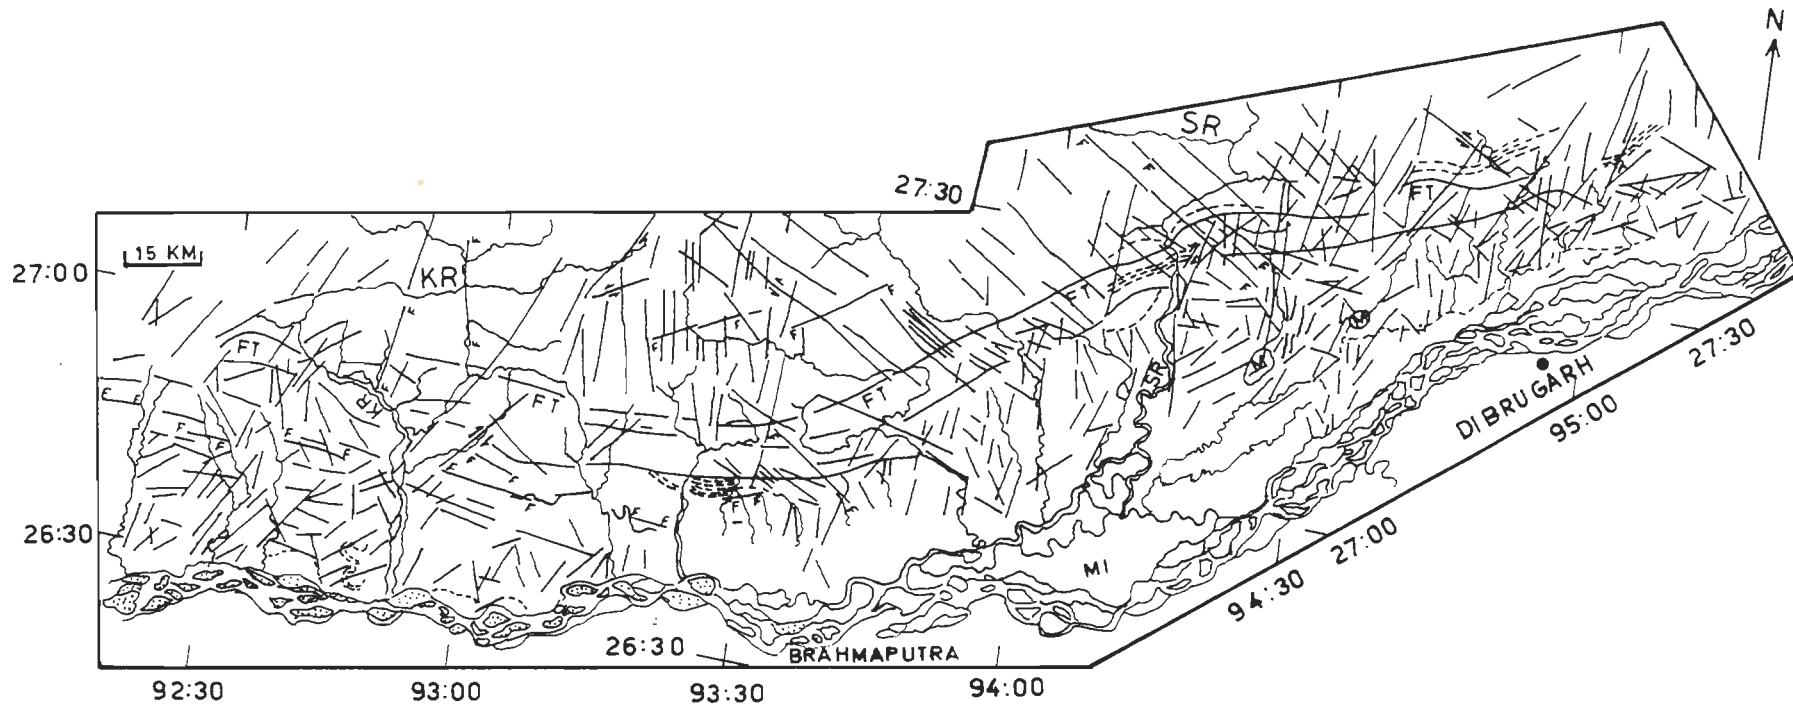 N
SR
27:30
FT
15 KM
27:00
KR
FT
M
FT
M
27:30
SR
FT
FT
KR
DIBRUGARH
95:00
26:30
27:00
MI
94:30
26:30
BRAHMAPUTRA
92:30
93:00
93:30
94:00